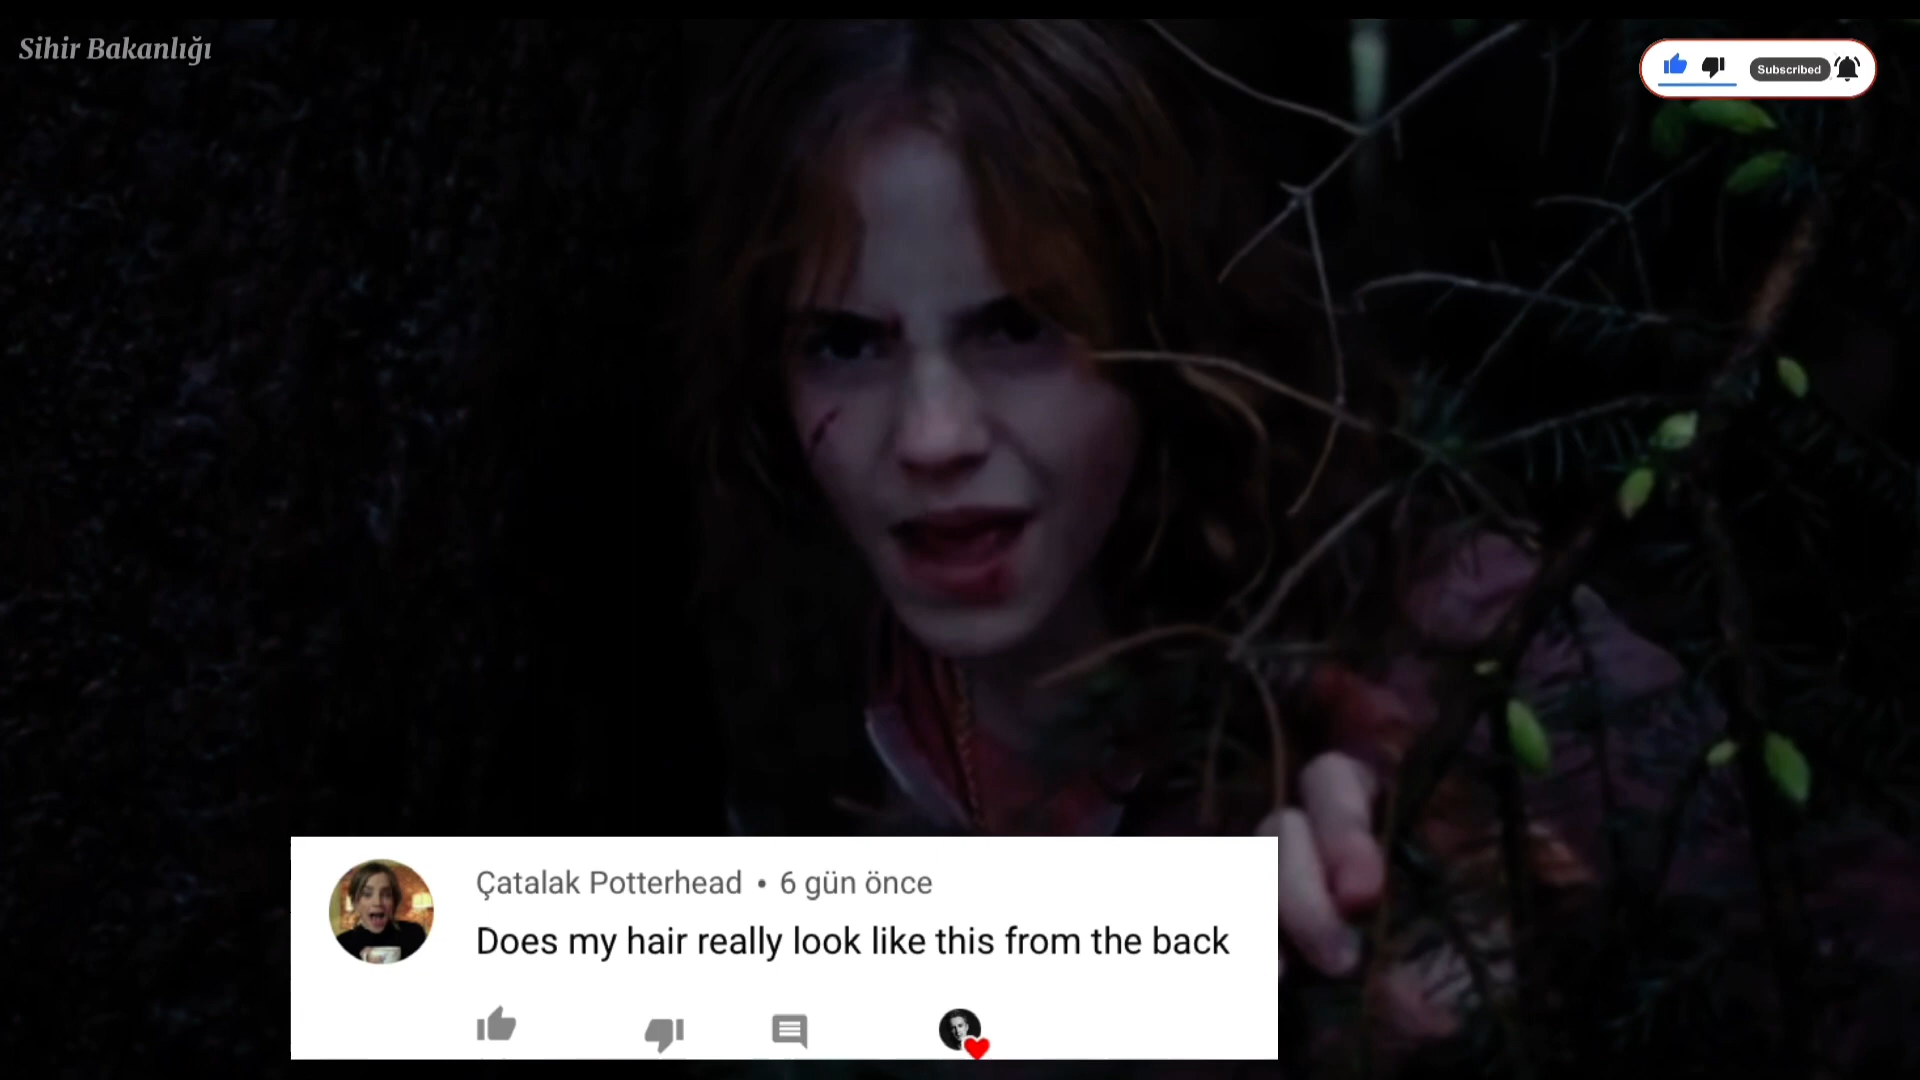 Sihir Bakanlığı
Subscribed
Çatalak Potterhead • 6 gün önce
Does my hair really look like this from the back